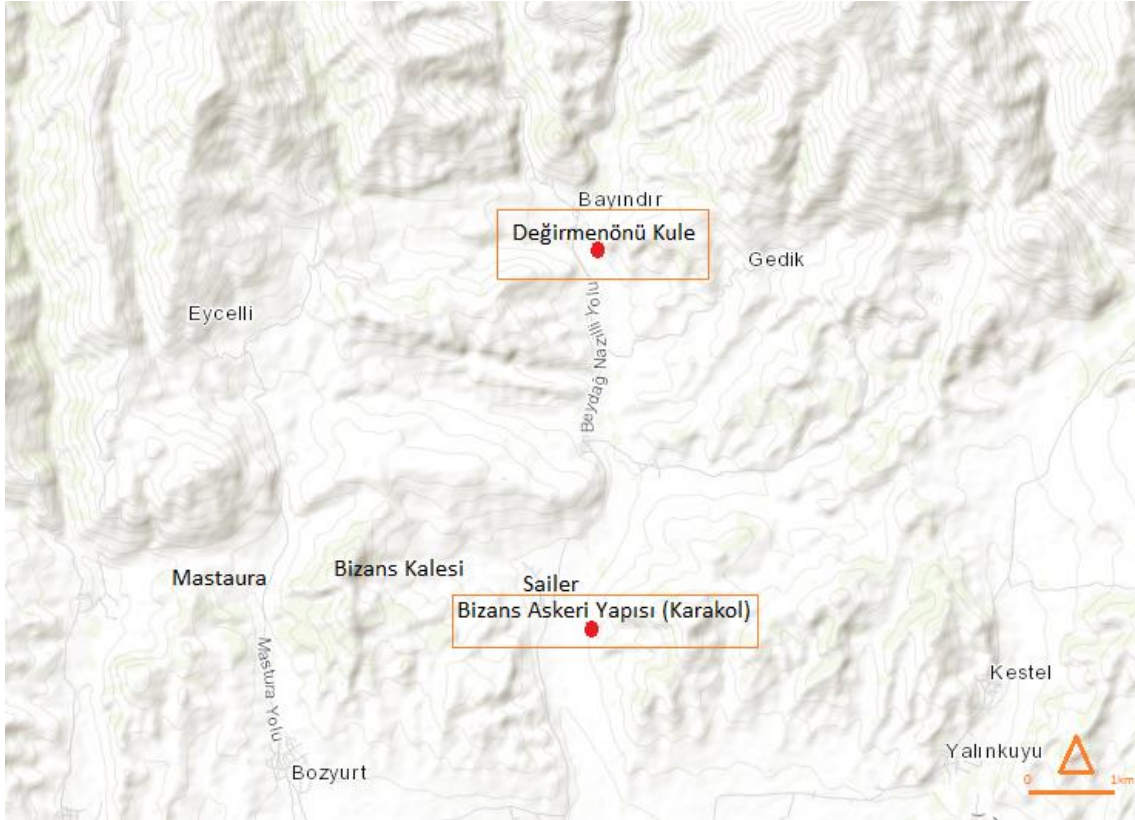 Bayındır
Değirmenönü Kule
Gedik
Eycelli
Beydağ Nazilli Yolu
Mastaura
Bizans Kalesi
Sailer
Bizans Askeri Yapısı (Karakol)
Mastura Yolu
Kestel
Yalınkuyu
Bozyurt
0 1km